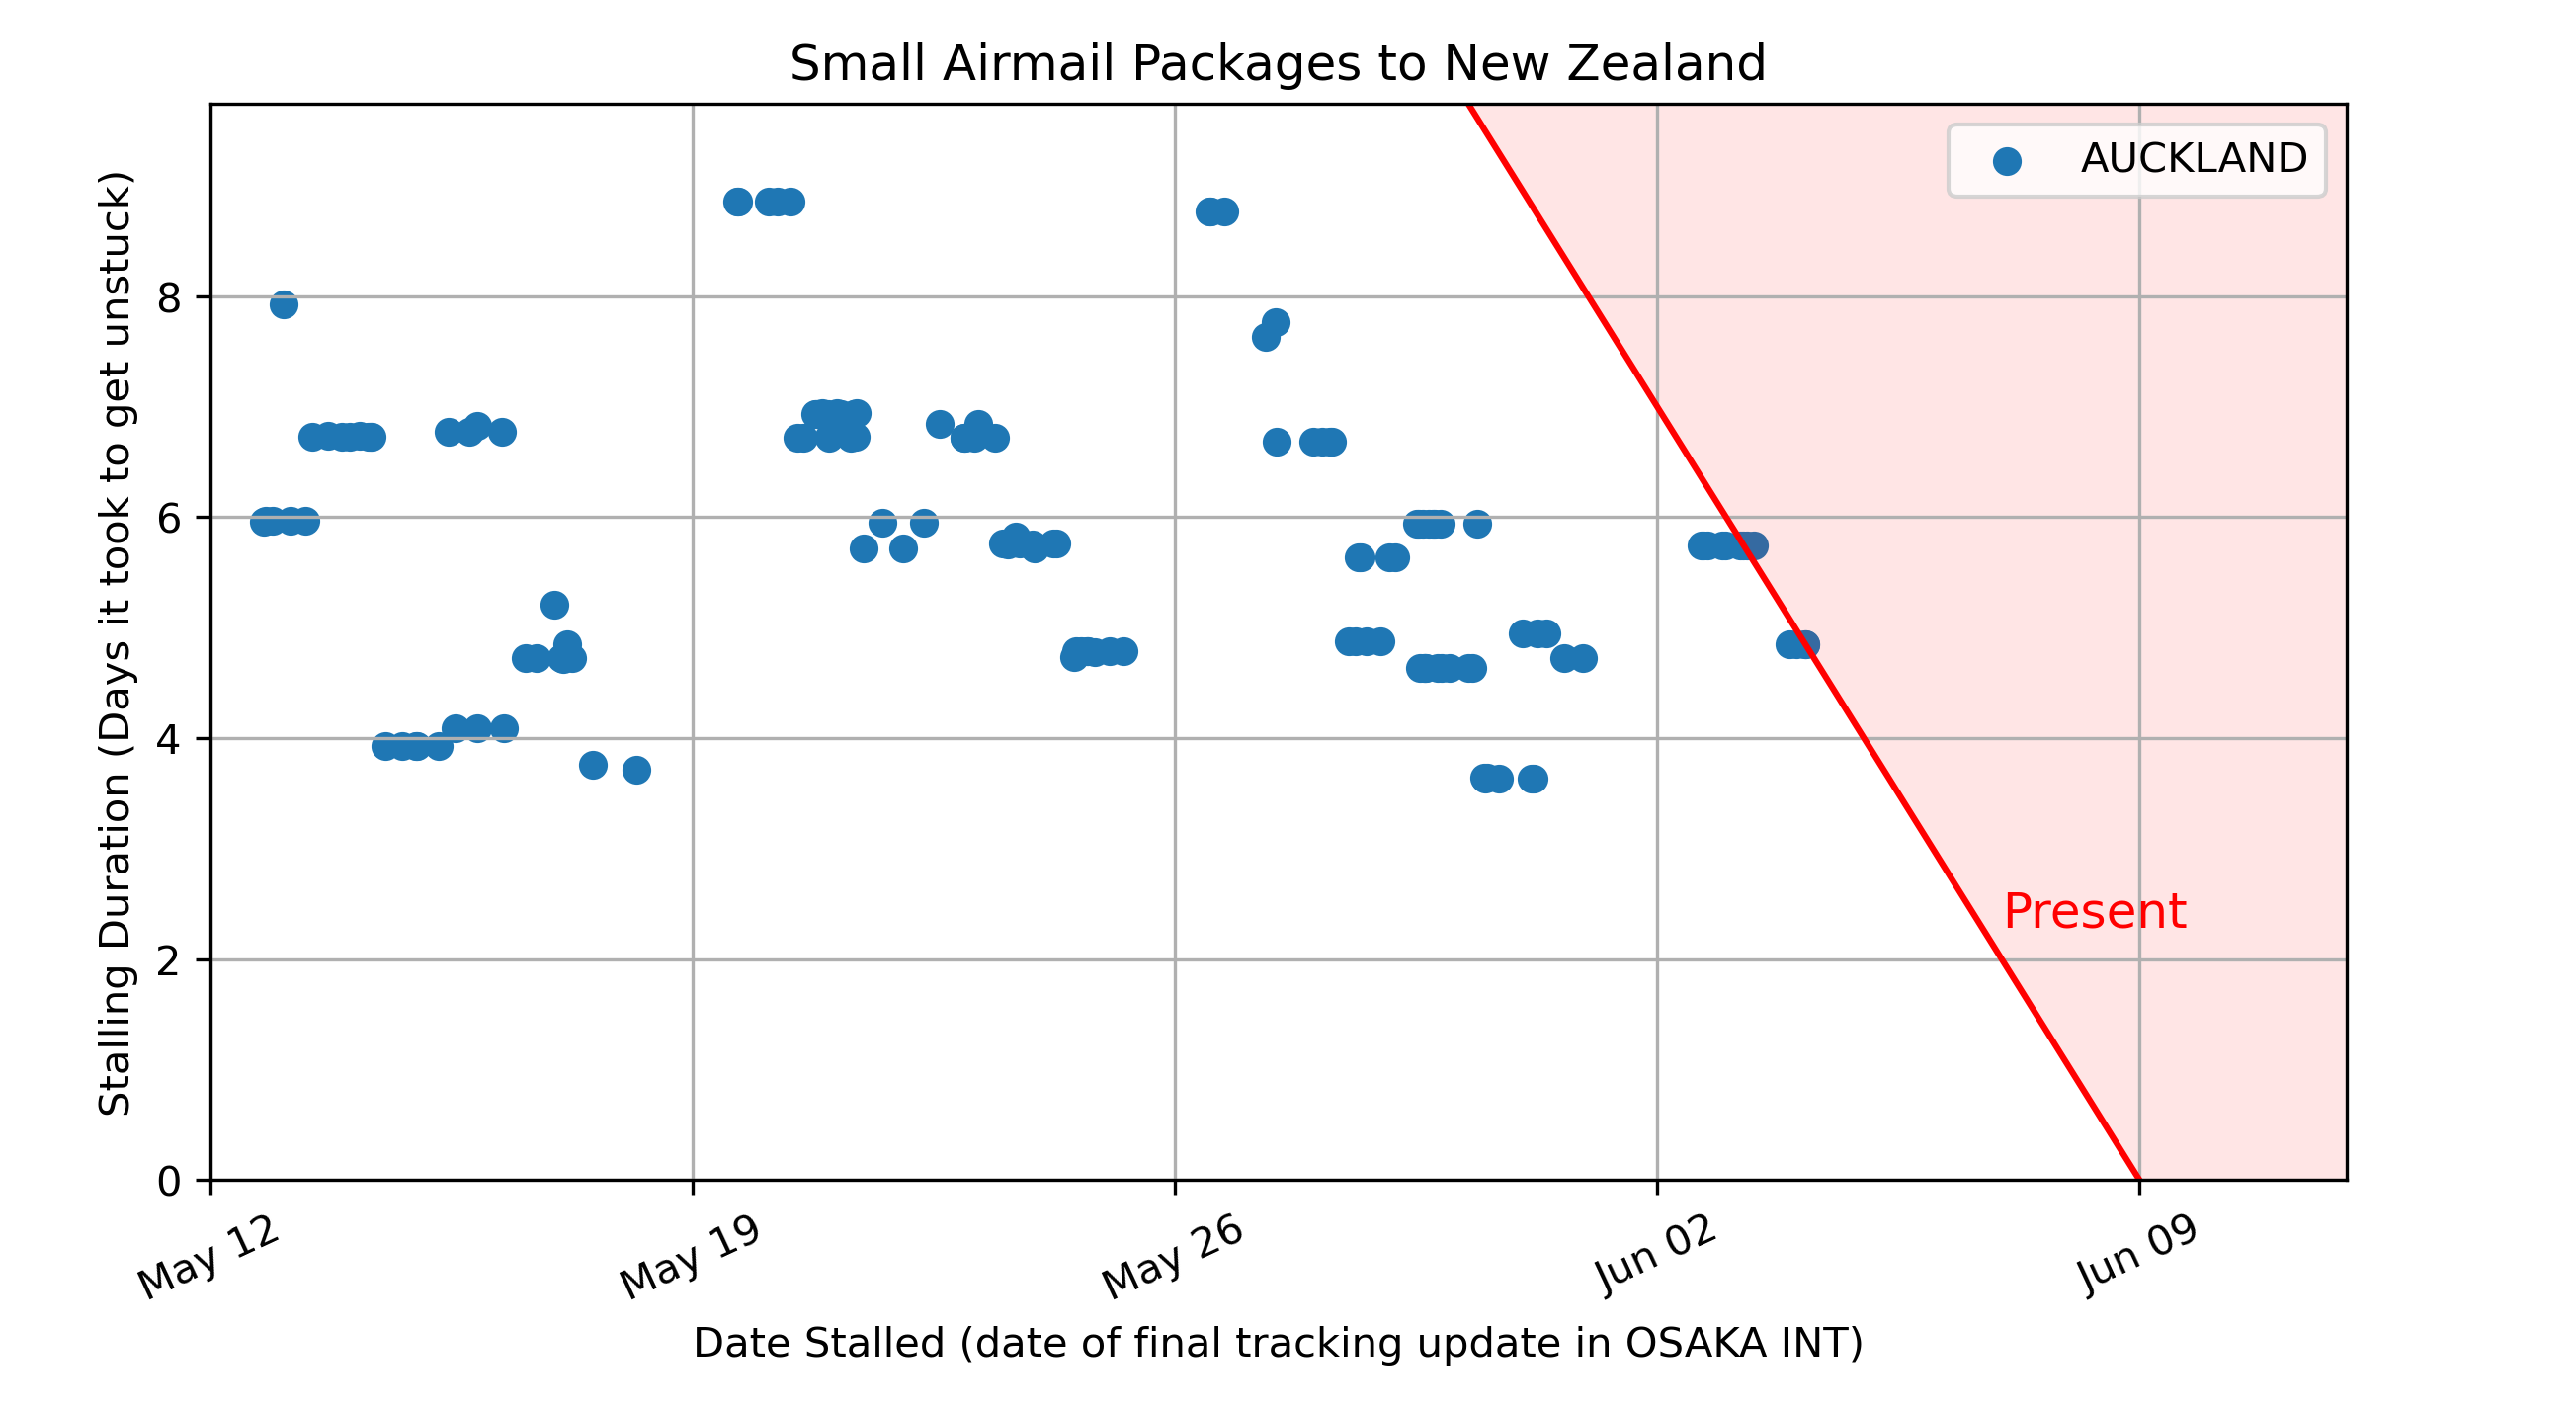 Small Airmail Packages to New Zealand
AUCKLAND
Stalling Duration (Days it took to get unstuck)
8
6
4
2
0
Present
May 12
May 19
May 26
Jun 02
Jun 09
Date Stalled (date of final tracking update in OSAKA INT)